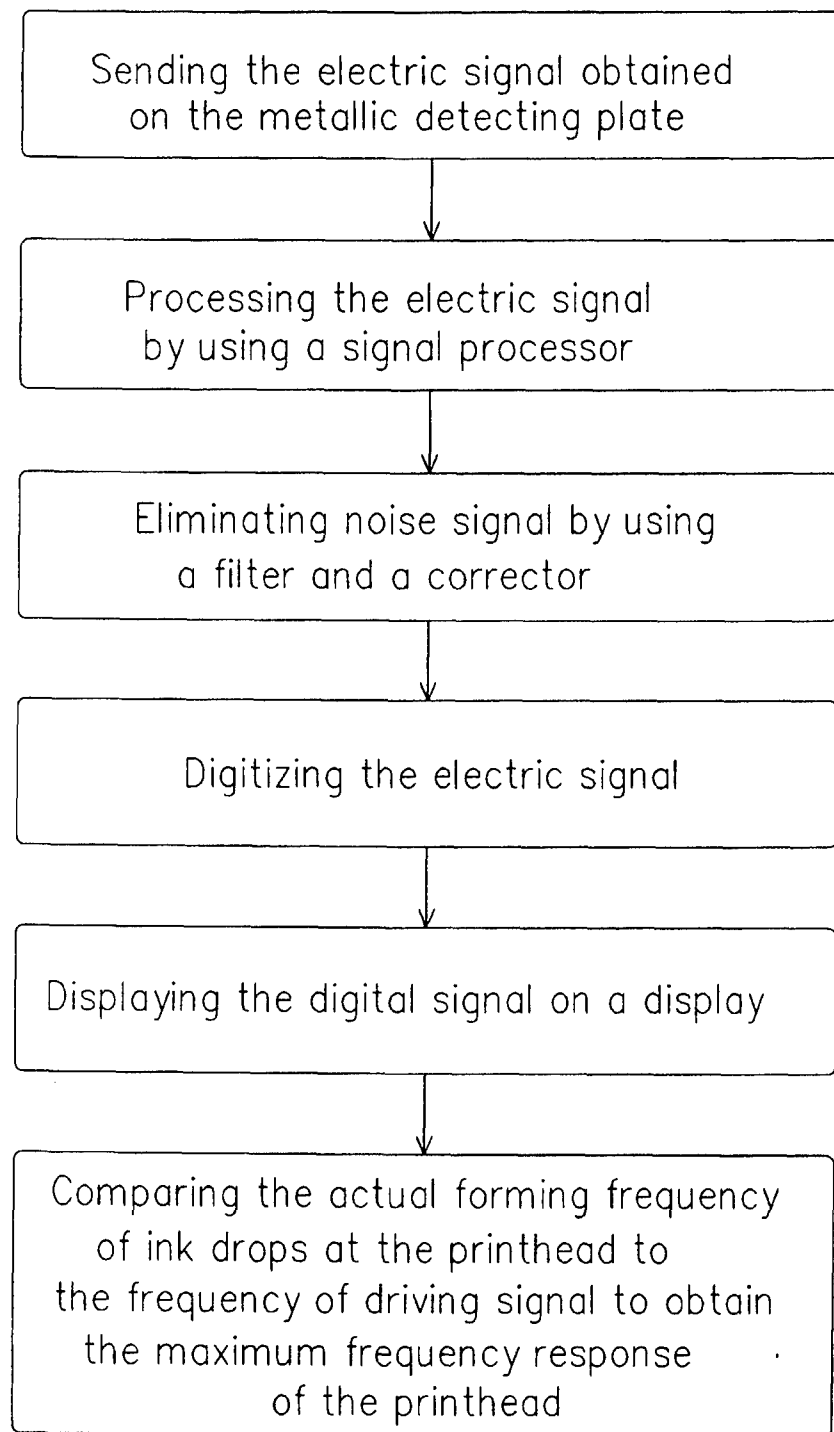 Sending the electric signal obtained
on the metallic detecting plate
Processing the electric signal
by using a signal processor
Eliminating noise signal by using
a filter and a corrector
Digitizing the electric signal
Displaying the digital signal on a display
Comparing the actual forming frequency
of ink drops at the printhead to
the frequency of driving signal to obtain
the maximum frequency response
of the printhead